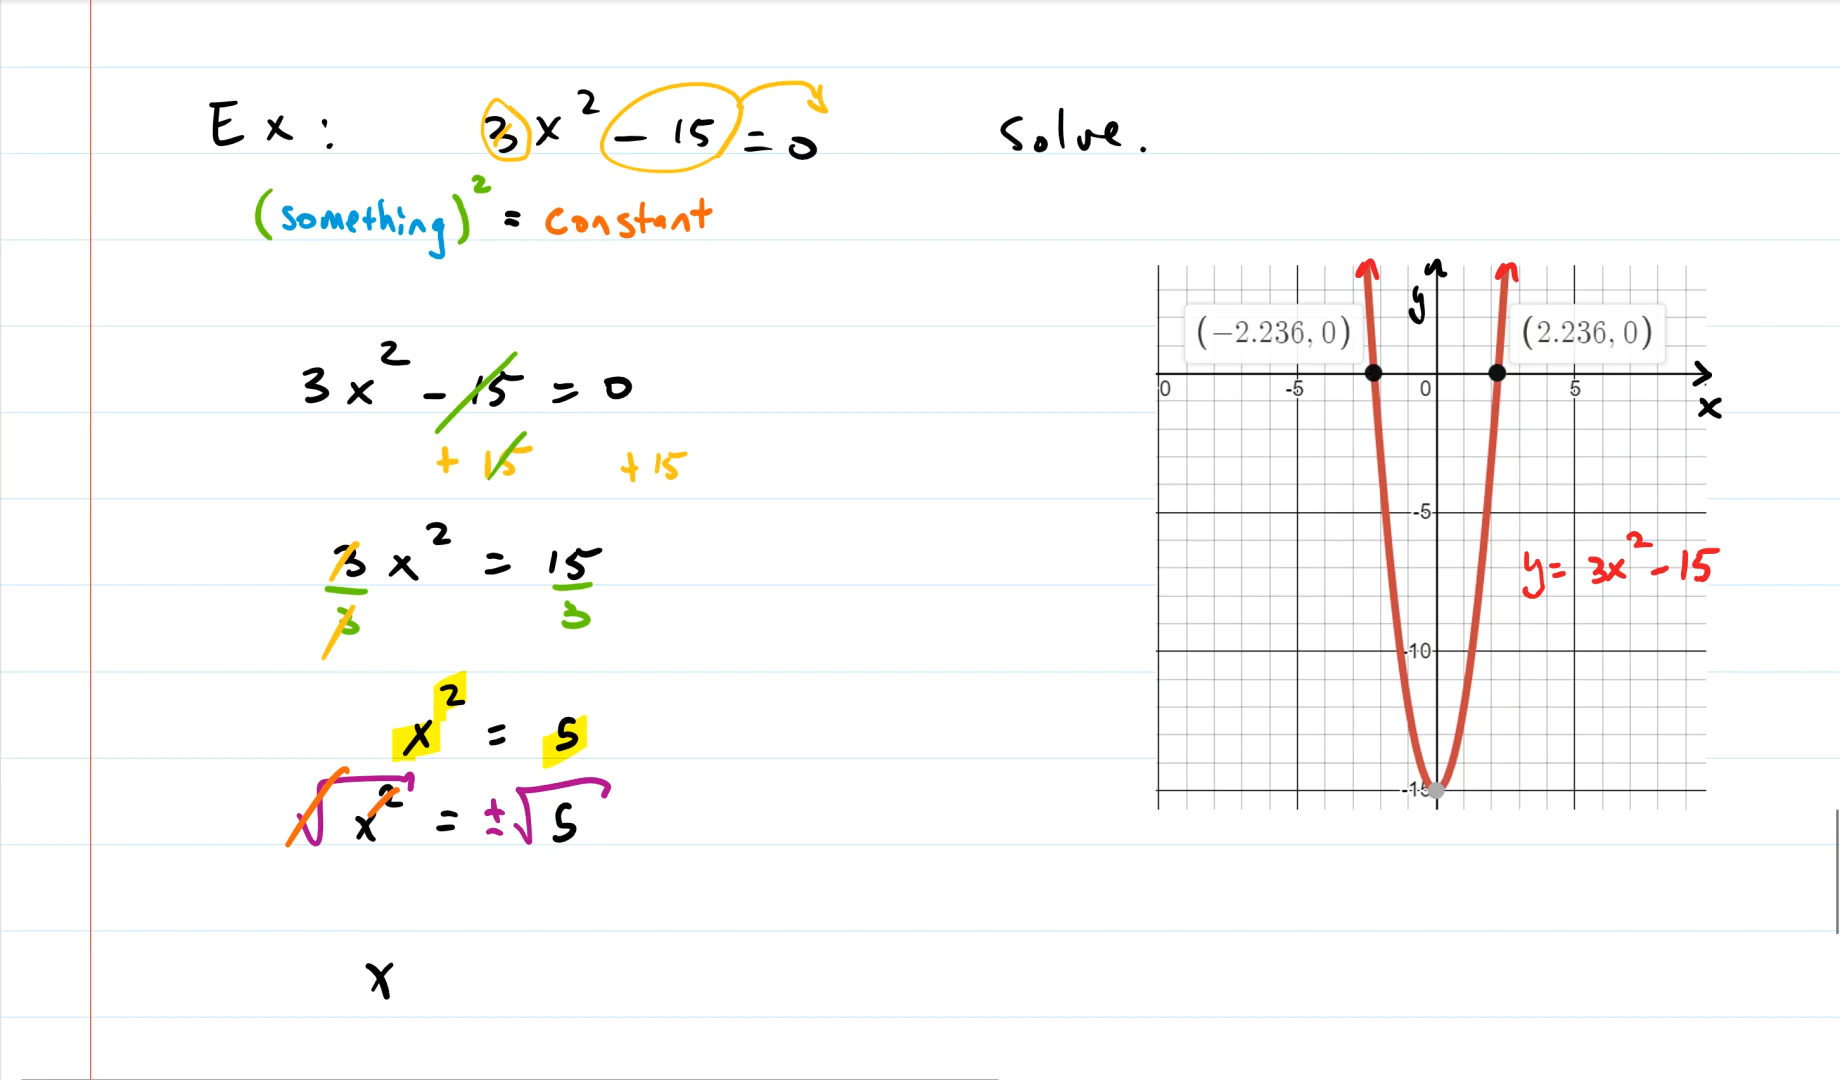 Ex: 3x² - 15 = 0 Solve.
(something)² = constant
3x² - 15 = 0
+ 15 + 15
3x² = 15
3 3
x² = 5
√x² = ±√5
x
y
(−2.236, 0) (2.236, 0)
0 -5 0 5
x
-5
y = 3x² - 15
-10
-15